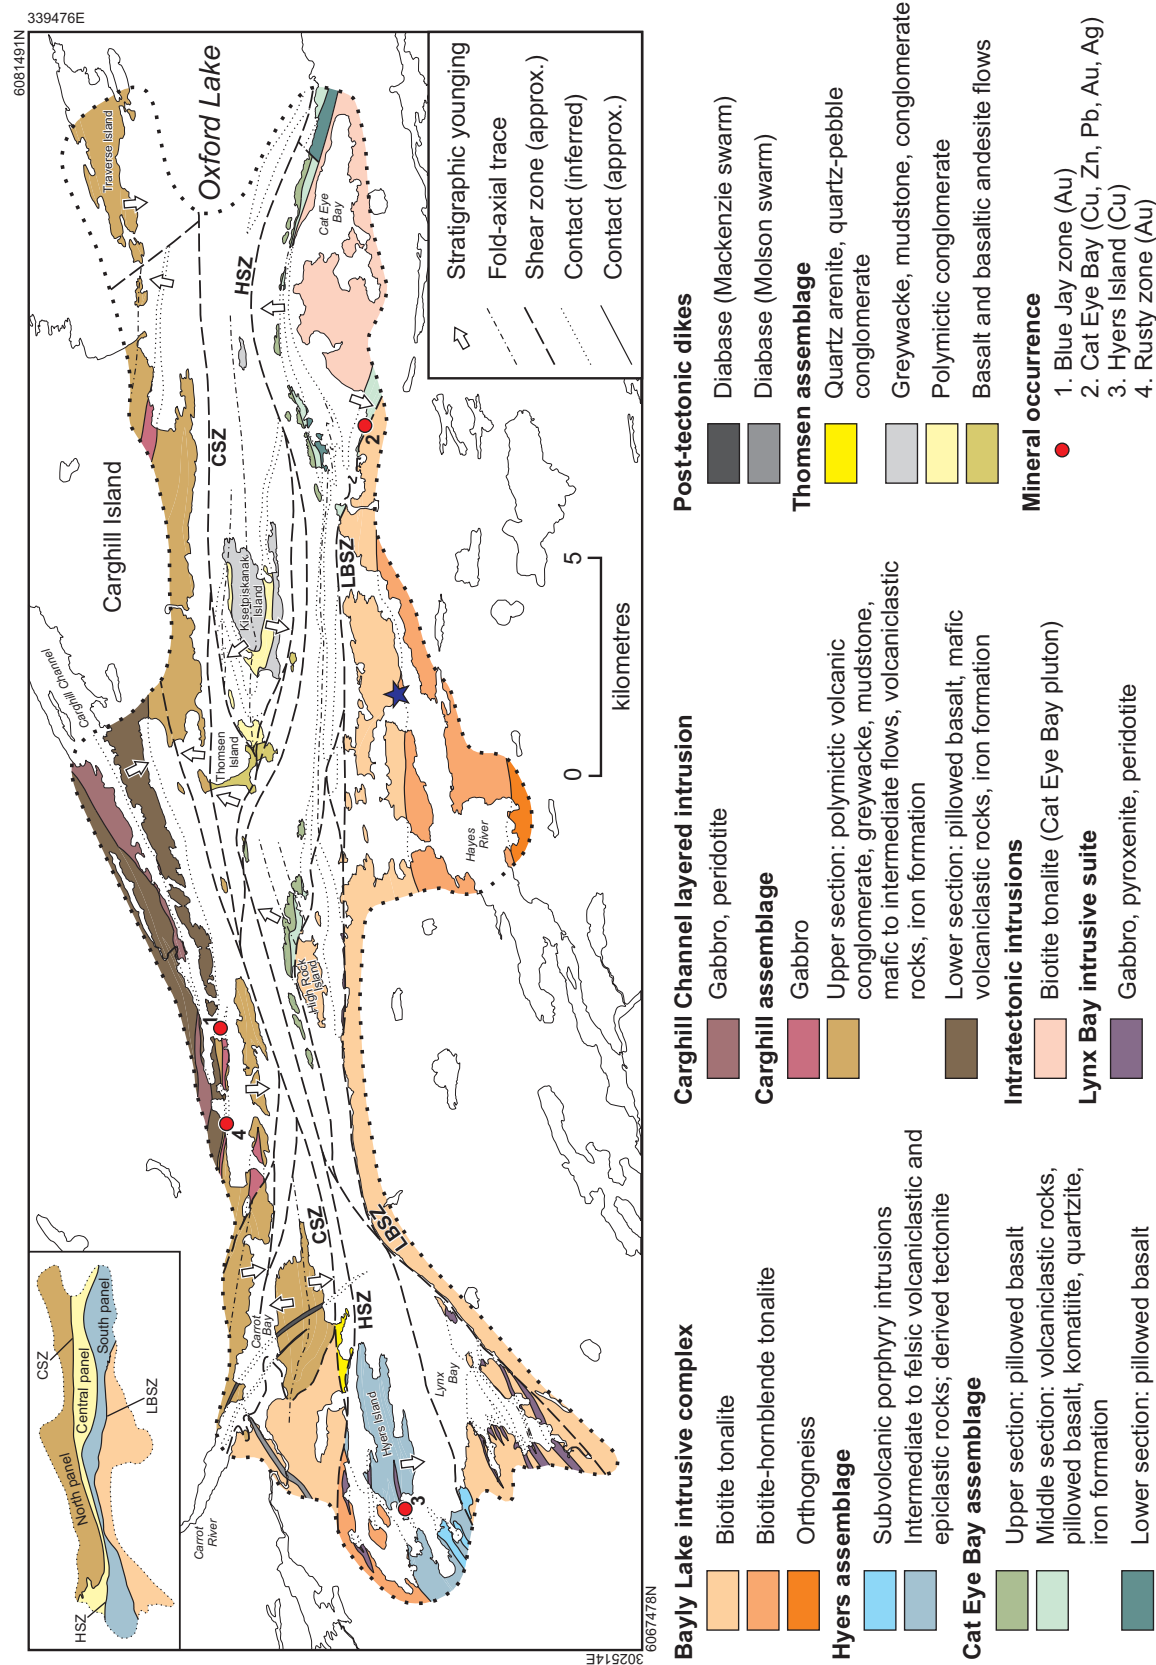 339476E
6081491N
6067478N
302514E
CSZ
North panel
Central panel
South panel
HSZ
LBSZ
Carghill Channel
Carghill Island
Traverse Island
Oxford Lake
CSZ
HSZ
Cat Eye
Bay
Kisetpiskanak
Island
Thomsen
Island
LBSZ
1
2
3
4
High Rock
Island
Hayes
River
CSZ
HSZ
LBSZ
Carrot
Bay
Carrot
River
Hyers Island
Lynx
Bay
0
5
kilometres
Stratigraphic younging
Fold-axial trace
Shear zone (approx.)
Contact (inferred)
Contact (approx.)
Bayly Lake intrusive complex
Biotite tonalite
Biotite-hornblende tonalite
Orthogneiss
Hyers assemblage
Subvolcanic porphyry intrusions
Intermediate to felsic volcaniclastic and
epiclastic rocks; derived tectonite
Cat Eye Bay assemblage
Upper section: pillowed basalt
Middle section: volcaniclastic rocks,
pillowed basalt, komatiite, quartzite,
iron formation
Lower section: pillowed basalt
Carghill Channel layered intrusion
Gabbro, peridotite
Carghill assemblage
Gabbro
Upper section: polymictic volcanic
conglomerate, greywacke, mudstone,
mafic to intermediate flows, volcaniclastic
rocks, iron formation
Lower section: pillowed basalt, mafic
volcaniclastic rocks, iron formation
Intratectonic intrusions
Biotite tonalite (Cat Eye Bay pluton)
Lynx Bay intrusive suite
Gabbro, pyroxenite, peridotite
Post-tectonic dikes
Diabase (Mackenzie swarm)
Diabase (Molson swarm)
Thomsen assemblage
Quartz arenite, quartz-pebble
conglomerate
Greywacke, mudstone, conglomerate
Polymictic conglomerate
Basalt and basaltic andesite flows
Mineral occurrence
1. Blue Jay zone (Au)
2. Cat Eye Bay (Cu, Zn, Pb, Au, Ag)
3. Hyers Island (Cu)
4. Rusty zone (Au)